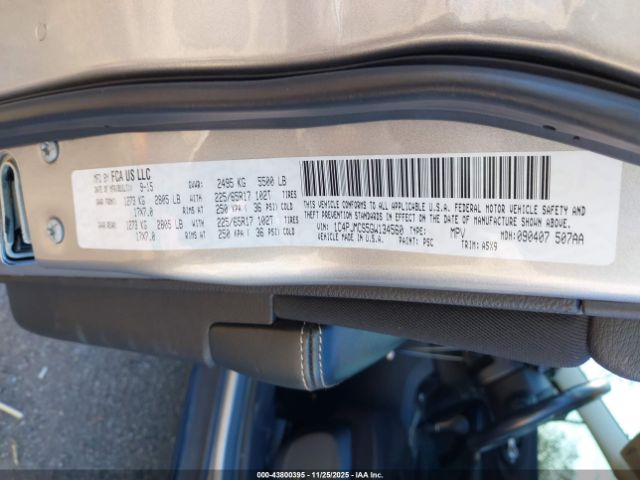 MFD BY FCA US LLC
DATE OF MFR 9-15 GVWR: 2495 KG 5500 LB
GAWR FRONT: 1273 KG 2805 LB WITH 225/65R17 102T TIRES
17X7.0 RIMS AT 250 KPA ( 36 PSI) COLD
GAWR REAR: 1273 KG 2805 LB WITH 225/65R17 102T TIRES
17X7.0 RIMS AT 250 KPA ( 36 PSI) COLD
THIS VEHICLE CONFORMS TO ALL APPLICABLE U.S.A. FEDERAL MOTOR VEHICLE SAFETY AND
THEFT PREVENTION STANDARDS IN EFFECT ON THE DATE OF MANUFACTURE SHOWN ABOVE.
VIN: 1C4PJMCS5GW134560 TYPE: MPV MDH: 090407 507AA
VEHICLE MADE IN U.S.A. PAINT: PSC TRIM: A5X9
000-43800395 - 11/25/2025 - IAA Inc.